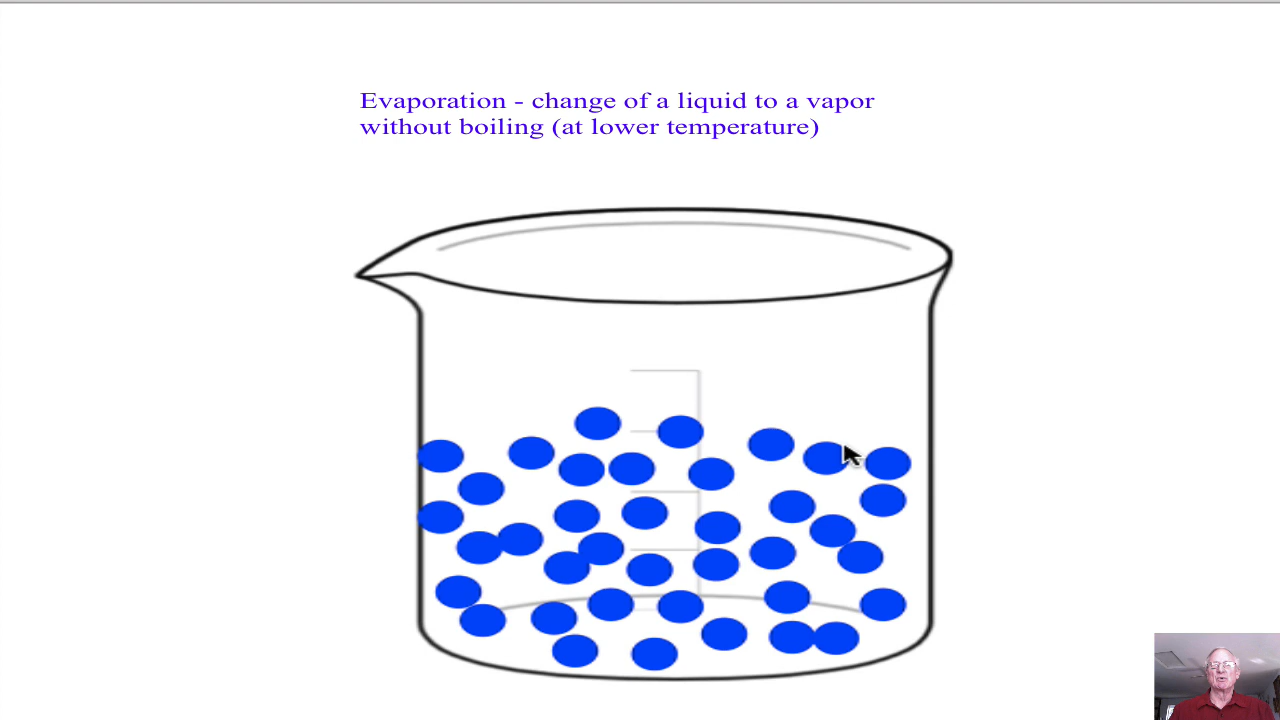 Evaporation - change of a liquid to a vapor
without boiling (at lower temperature)